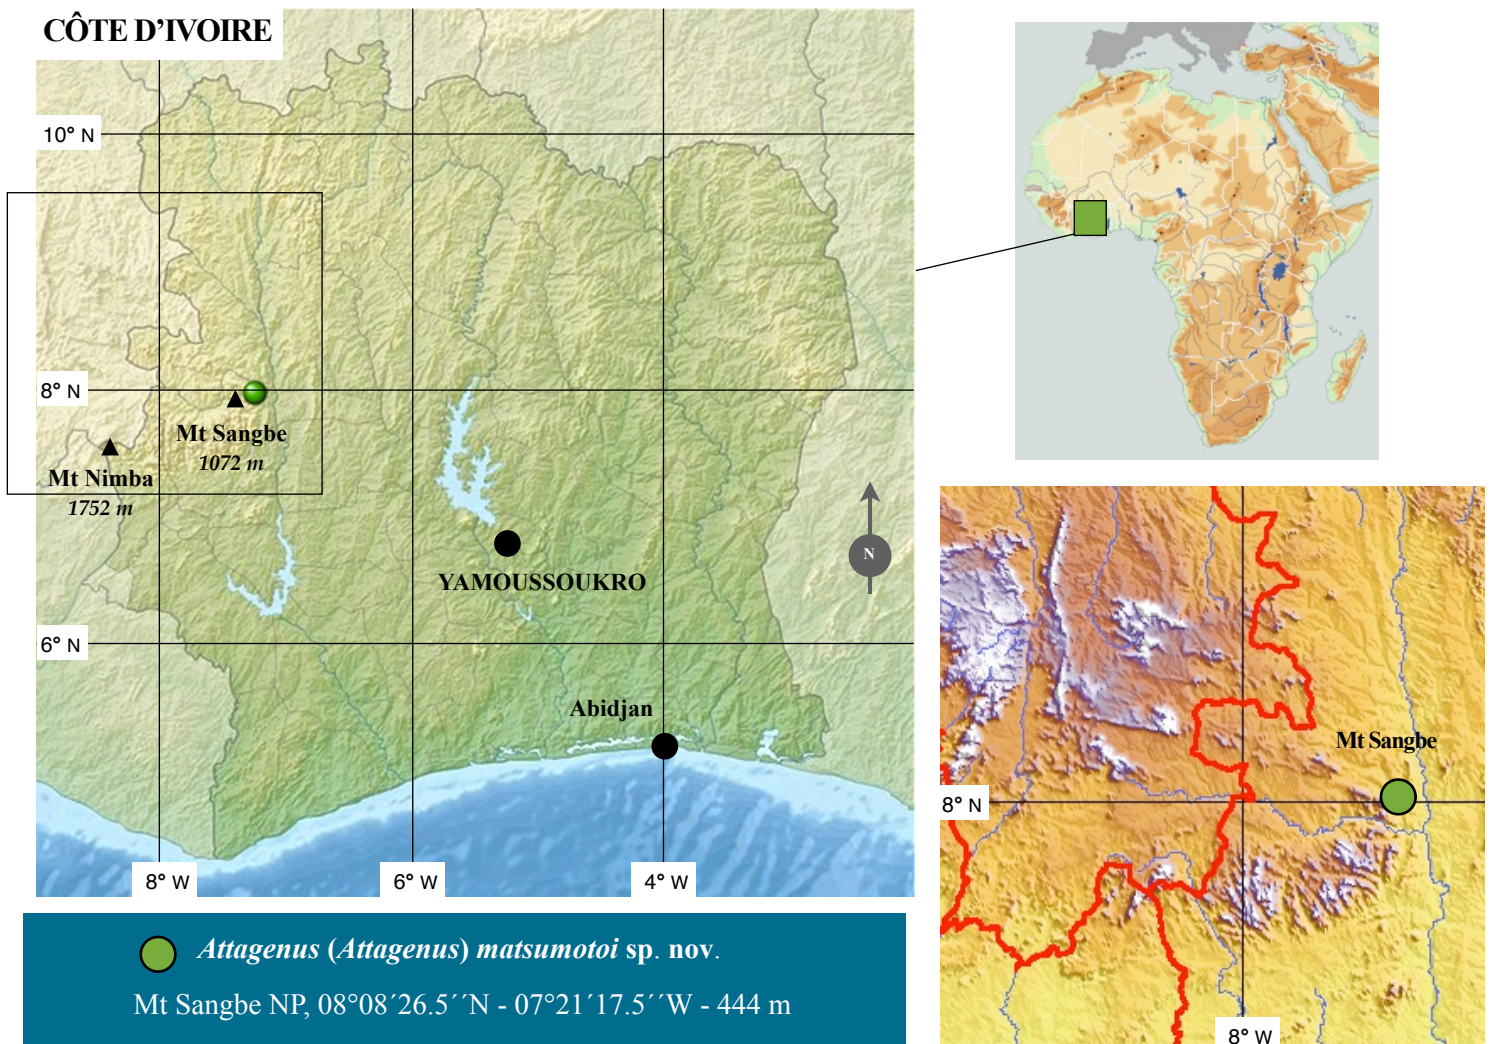 CÔTE D’IVOIRE
10° N
8° N
Mt Sangbe
1072 m
Mt Nimba
1752 m
N
YAMOUSSOUKRO
6° N
Abidjan
8° W
6° W
4° W
Attagenus (Attagenus) matsumotoi sp. nov.
Mt Sangbe NP, 08°08´26.5´´N - 07°21´17.5´´W - 444 m
Mt Sangbe
8° N
8° W